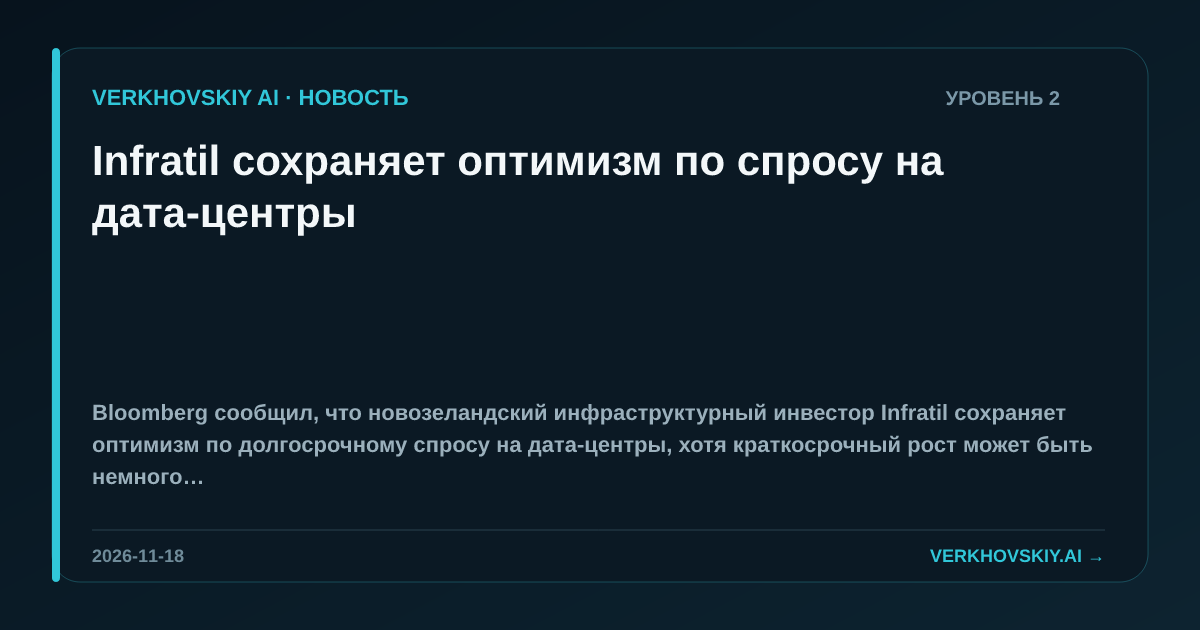 VERKHOVSKIY AI · НОВОСТЬ
УРОВЕНЬ 2
Infratil сохраняет оптимизм по спросу на
дата-центры
Bloomberg сообщил, что новозеландский инфраструктурный инвестор Infratil сохраняет
оптимизм по долгосрочному спросу на дата-центры, хотя краткосрочный рост может быть
немного…
2026-11-18
VERKHOVSKIY.AI →